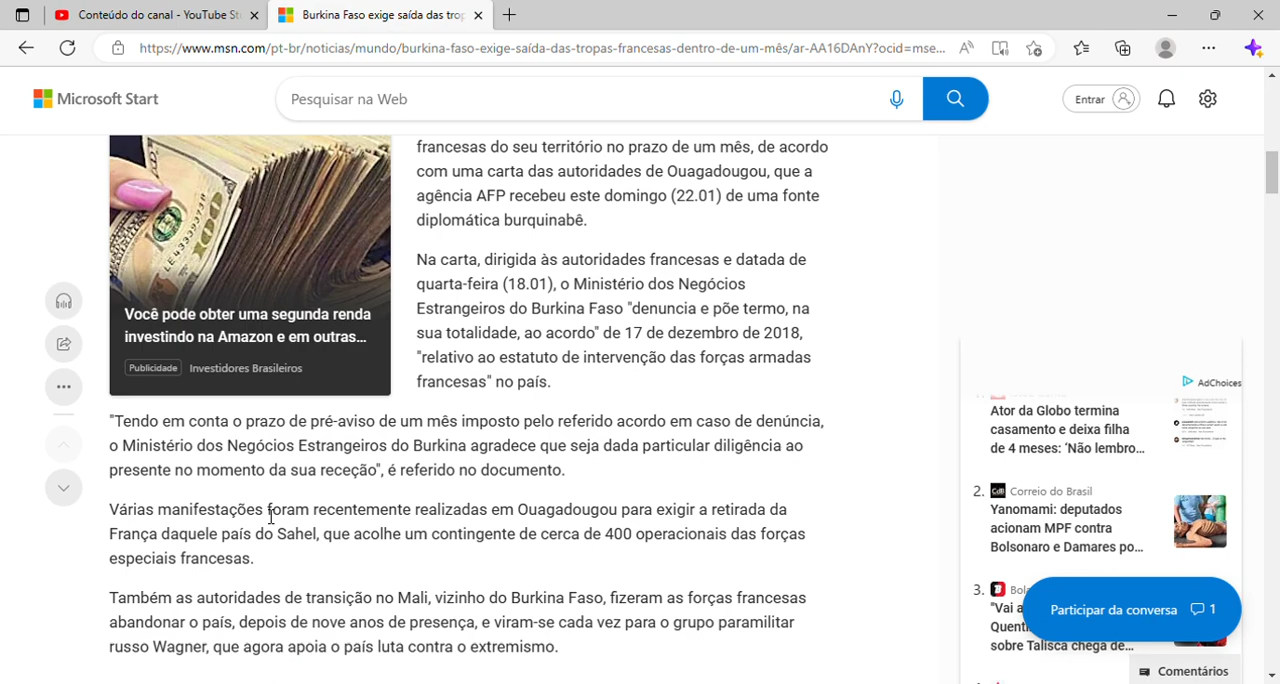 Conteúdo do canal - YouTube St
Burkina Faso exige saída das trop
https://www.msn.com/pt-br/noticias/mundo/burkina-faso-exige-saída-das-tropas-francesas-dentro-de-um-mês/ar-AA16DAnY?ocid=mse...
Microsoft Start
Pesquisar na Web
Entrar
francesas do seu território no prazo de um mês, de acordo
com uma carta das autoridades de Ouagadougou, que a
agência AFP recebeu este domingo (22.01) de uma fonte
diplomática burquinabê.
Na carta, dirigida às autoridades francesas e datada de
quarta-feira (18.01), o Ministério dos Negócios
Estrangeiros do Burkina Faso "denuncia e põe termo, na
sua totalidade, ao acordo" de 17 de dezembro de 2018,
"relativo ao estatuto de intervenção das forças armadas
francesas" no país.
Você pode obter uma segunda renda
investindo na Amazon e em outras...
Publicidade Investidores Brasileiros
"Tendo em conta o prazo de pré-aviso de um mês imposto pelo referido acordo em caso de denúncia,
o Ministério dos Negócios Estrangeiros do Burkina agradece que seja dada particular diligência ao
presente no momento da sua receção", é referido no documento.
Várias manifestações foram recentemente realizadas em Ouagadougou para exigir a retirada da
França daquele país do Sahel, que acolhe um contingente de cerca de 400 operacionais das forças
especiais francesas.
Também as autoridades de transição no Mali, vizinho do Burkina Faso, fizeram as forças francesas
abandonar o país, depois de nove anos de presença, e viram-se cada vez para o grupo paramilitar
russo Wagner, que agora apoia o país luta contra o extremismo.
AdChoices
Ator da Globo termina
casamento e deixa filha
de 4 meses: 'Não lembro...
2. Correio do Brasil
Yanomami: deputados
acionam MPF contra
Bolsonaro e Damares po...
3. Bola
"Vai a
Quenti
sobre Talisca chega de...
Participar da conversa 1
Comentários